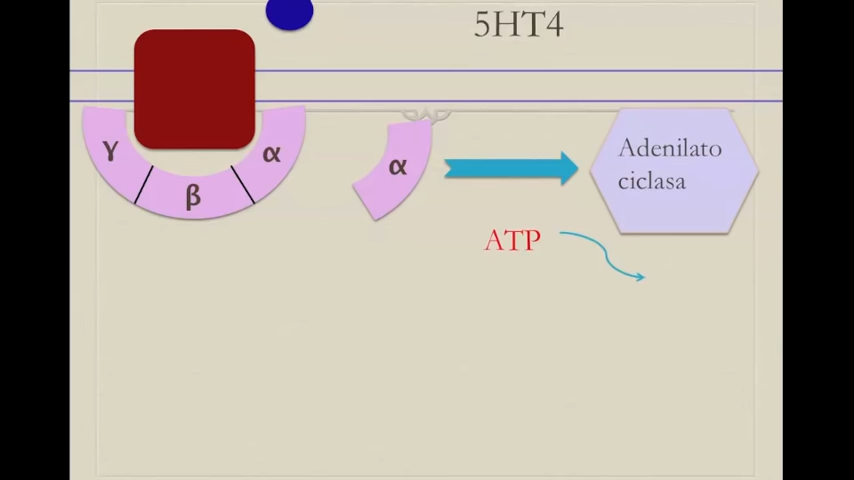 5HT4
γ
β
α
α
Adenilato
ciclasa
ATP